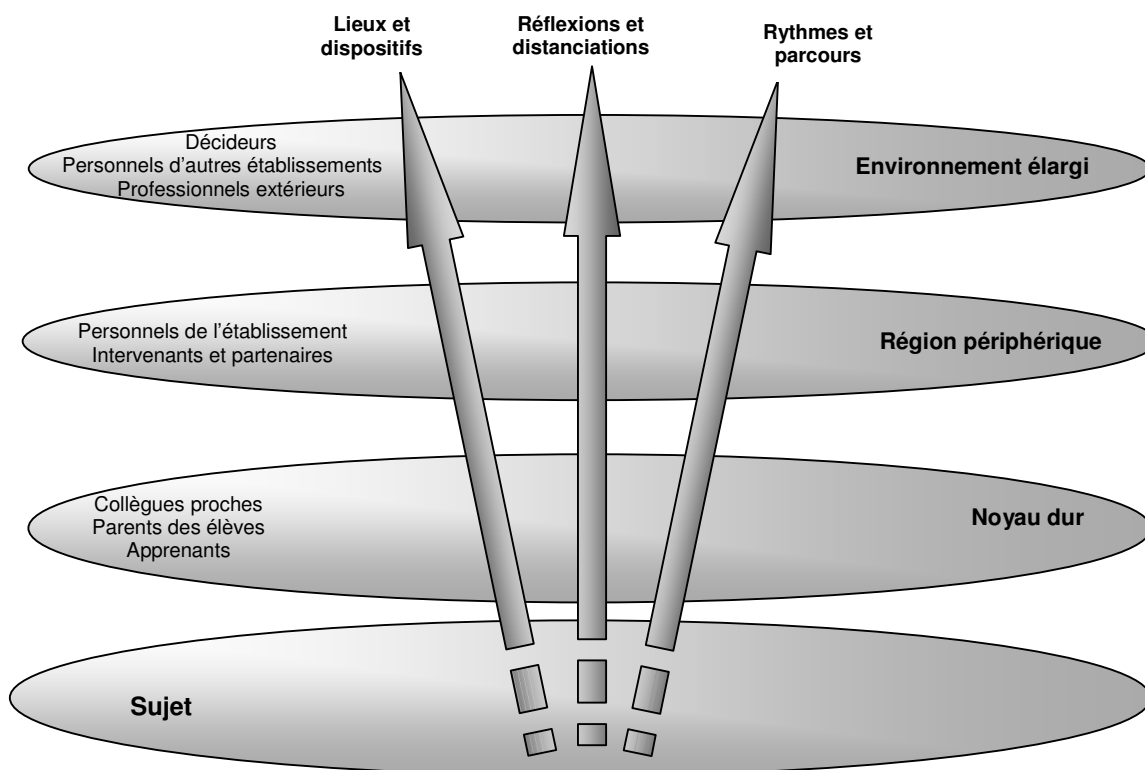 Lieux et
dispositifs
Réflexions et
distanciations
Rythmes et
parcours
Décideurs
Personnels d'autres établissements
Professionnels extérieurs
Environnement élargi
Personnels de l'établissement
Intervenants et partenaires
Région périphérique
Collègues proches
Parents des élèves
Apprenants
Noyau dur
Sujet